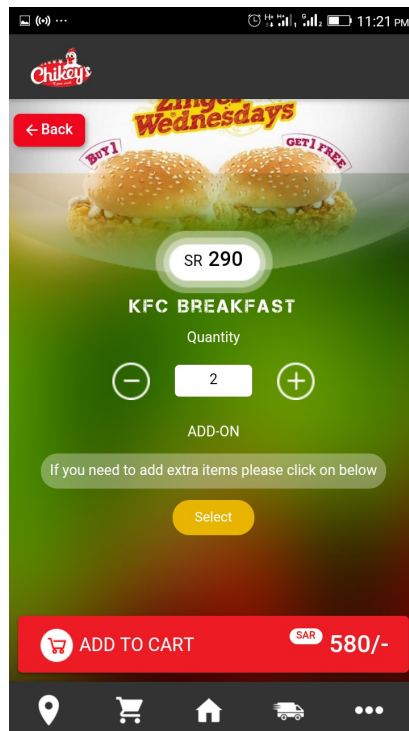 11:21 PM
Chikey's
← Back
Zinger
Wednesdays
BUY 1
GET 1 FREE
SR 290
KFC BREAKFAST
Quantity
2
ADD-ON
If you need to add extra items please click on below
Select
ADD TO CART
SAR 580/-